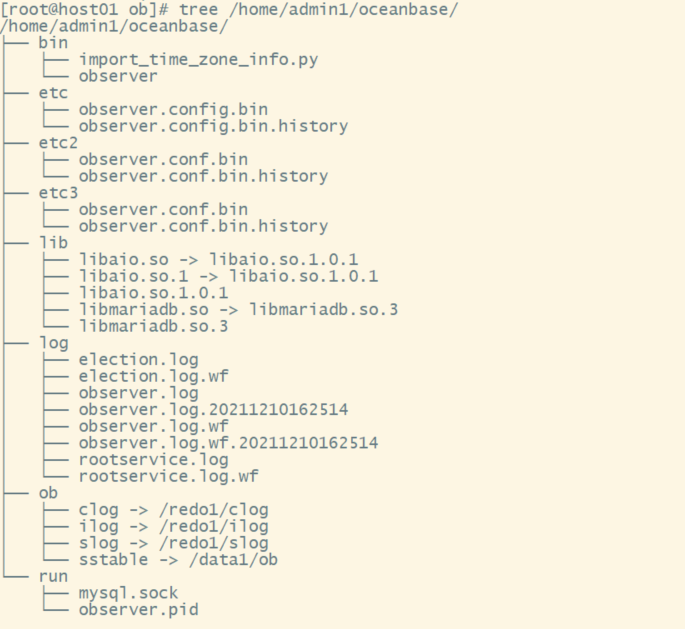 [root@host01 ob]# tree /home/admin1/oceanbase/
/home/admin1/oceanbase/
├── bin
│   ├── import_time_zone_info.py
│   └── observer
├── etc
│   ├── observer.config.bin
│   └── observer.config.bin.history
├── etc2
│   ├── observer.conf.bin
│   └── observer.conf.bin.history
├── etc3
│   ├── observer.conf.bin
│   └── observer.conf.bin.history
├── lib
│   ├── libaio.so -> libaio.so.1.0.1
│   ├── libaio.so.1 -> libaio.so.1.0.1
│   ├── libaio.so.1.0.1
│   ├── libmariadb.so -> libmariadb.so.3
│   └── libmariadb.so.3
├── log
│   ├── election.log
│   ├── election.log.wf
│   ├── observer.log
│   ├── observer.log.20211210162514
│   ├── observer.log.wf
│   ├── observer.log.wf.20211210162514
│   ├── rootservice.log
│   └── rootservice.log.wf
├── ob
│   ├── clog -> /redo1/clog
│   ├── ilog -> /redo1/ilog
│   ├── slog -> /redo1/slog
│   └── sstable -> /data1/ob
└── run
    ├── mysql.sock
    └── observer.pid